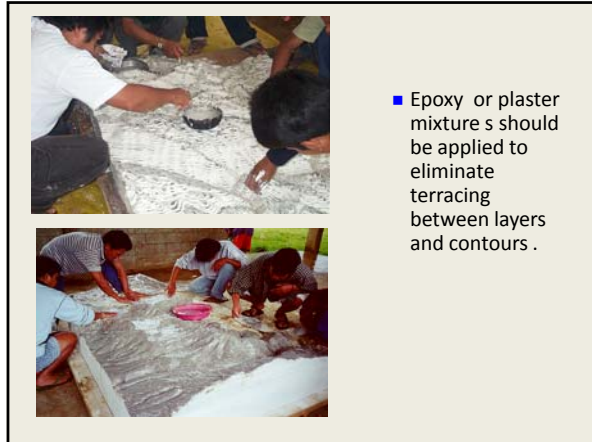 Epoxy or plaster
mixture s should
be applied to
eliminate
terracing
between layers
and contours .